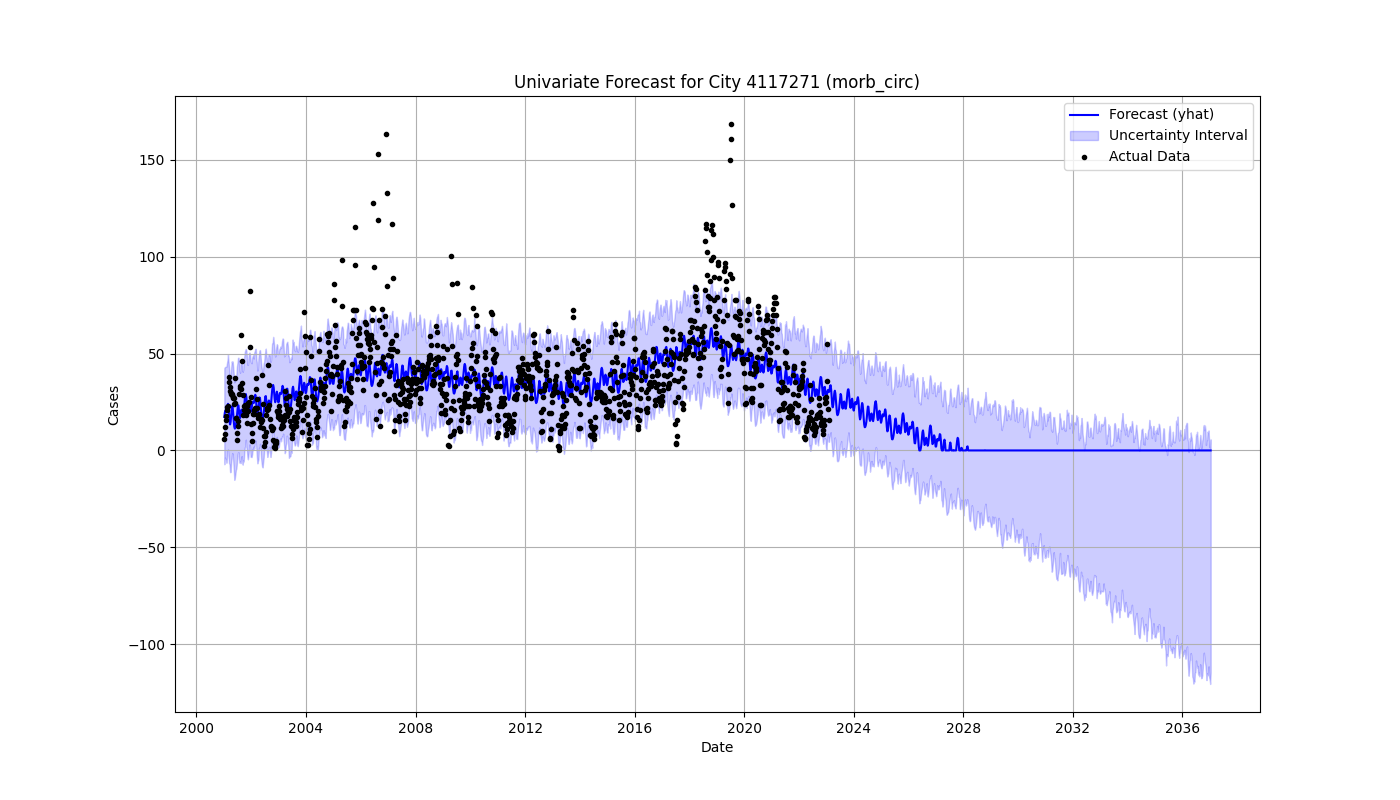 Univariate Forecast for City 4117271 (morb_circ)
Forecast (yhat)
Uncertainty Interval
Actual Data
Cases
150
100
50
0
−50
−100
2000 2004 2008 2012 2016 2020 2024 2028 2032 2036
Date